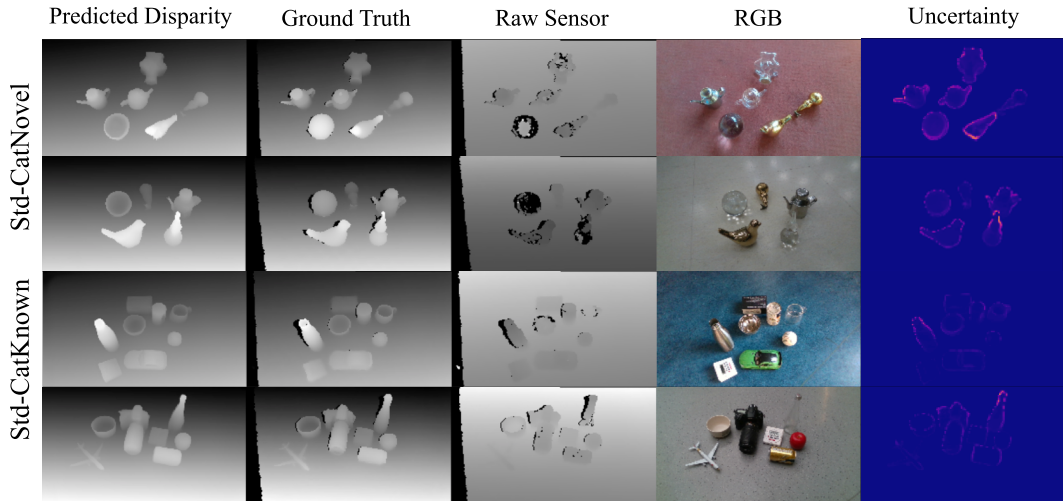 Predicted Disparity Ground Truth Raw Sensor RGB Uncertainty
Std-CatNovel
Std-CatKnown